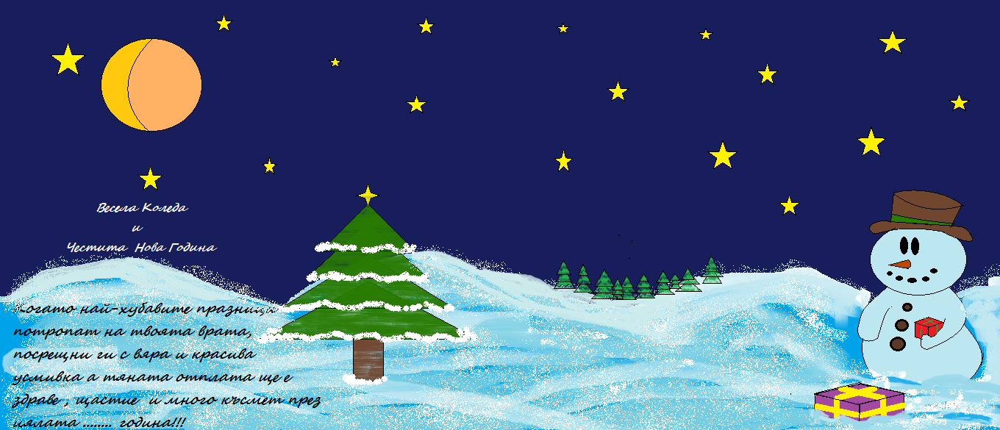 Весела Коледа
и
Честита Нова Година
Когато най-хубавите празници
потропат на твоята врата,
посрещни ги с вяра и красива
усмивка а тяната отплата ще е
здраве , щастие и много късмет през
цялата ........ година!!!